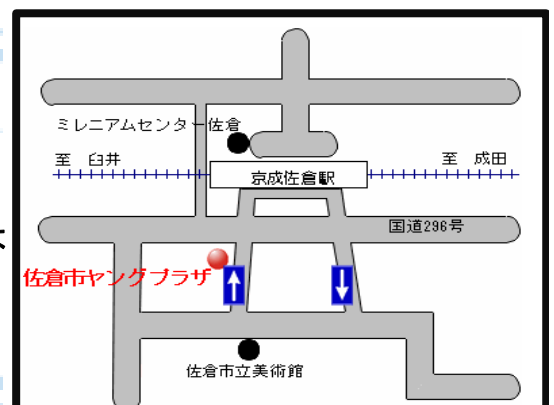 ミレニアムセンター佐倉
至 臼井
京成佐倉駅
至 成田
国道296号
佐倉市ヤングプラザ
佐倉市立美術館